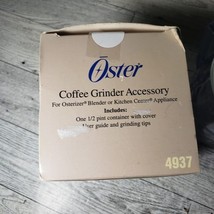 Oster
Coffee Grinder Accessory
For Osterizer® Blender or Kitchen Center® Appliance
Includes:
One 1/2 pint container with cover
User guide and grinding tips
4937